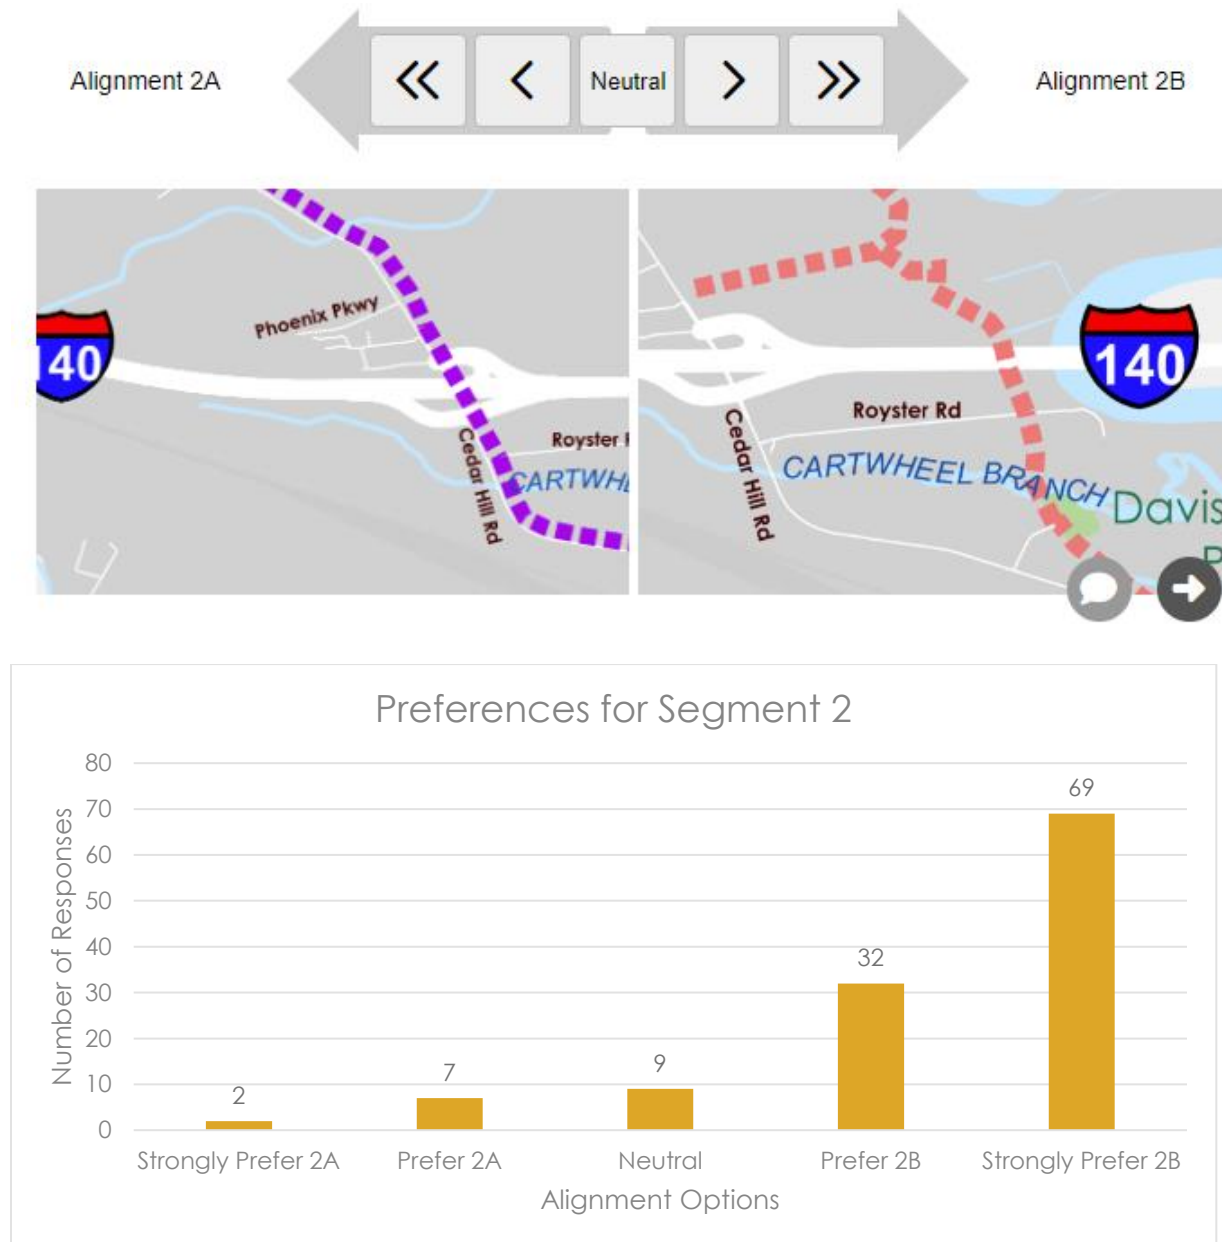 Alignment 2A
Neutral
Alignment 2B
Phoenix Pkwy
140
Cedar Hill Rd
Royster
CARTWHE
140
Royster Rd
Cedar Hill Rd
CARTWHEEL BRANCH
Davis
P
Preferences for Segment 2
Number of Responses
80
70
60
50
40
30
20
10
0
2
7
9
32
69
Strongly Prefer 2A
Prefer 2A
Neutral
Prefer 2B
Strongly Prefer 2B
Alignment Options